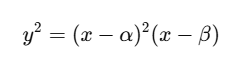 y² = (x − α)²(x − β)